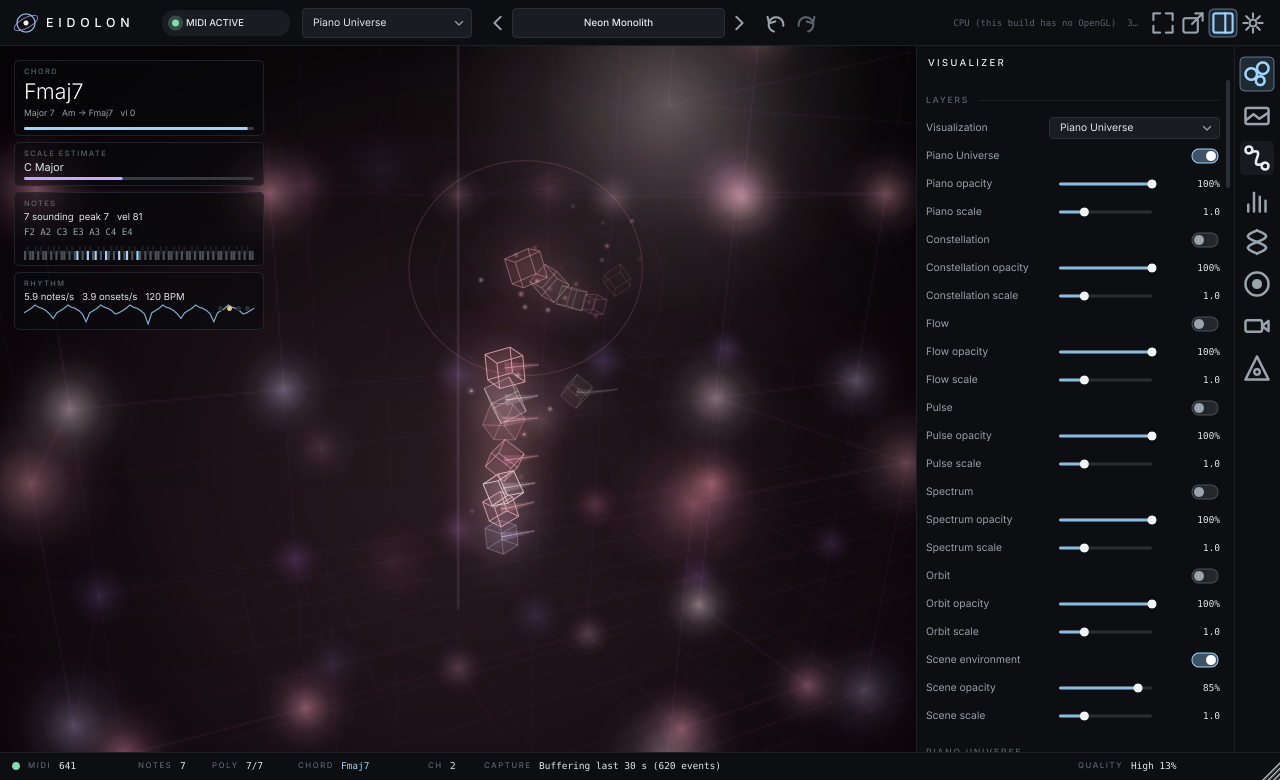 EIDOLON
MIDI ACTIVE
Piano Universe
Neon Monolith
CPU (this build has no OpenGL) 3…
CHORD
Fmaj7
Major 7 Am → Fmaj7 vl 0
SCALE ESTIMATE
C Major
NOTES
7 sounding peak 7 vel 81
F2 A2 C3 E3 A3 C4 E4
RHYTHM
5.9 notes/s 3.9 onsets/s 120 BPM
VISUALIZER
LAYERS
Visualization Piano Universe
Piano Universe
Piano opacity 100%
Piano scale 1.0
Constellation
Constellation opacity 100%
Constellation scale 1.0
Flow
Flow opacity 100%
Flow scale 1.0
Pulse
Pulse opacity 100%
Pulse scale 1.0
Spectrum
Spectrum opacity 100%
Spectrum scale 1.0
Orbit
Orbit opacity 100%
Orbit scale 1.0
Scene environment
Scene opacity 85%
Scene scale 1.0
PIANO UNIVERSE
MIDI 641 NOTES 7 POLY 7/7 CHORD Fmaj7 CH 2 CAPTURE Buffering last 30 s (620 events) QUALITY High 13%